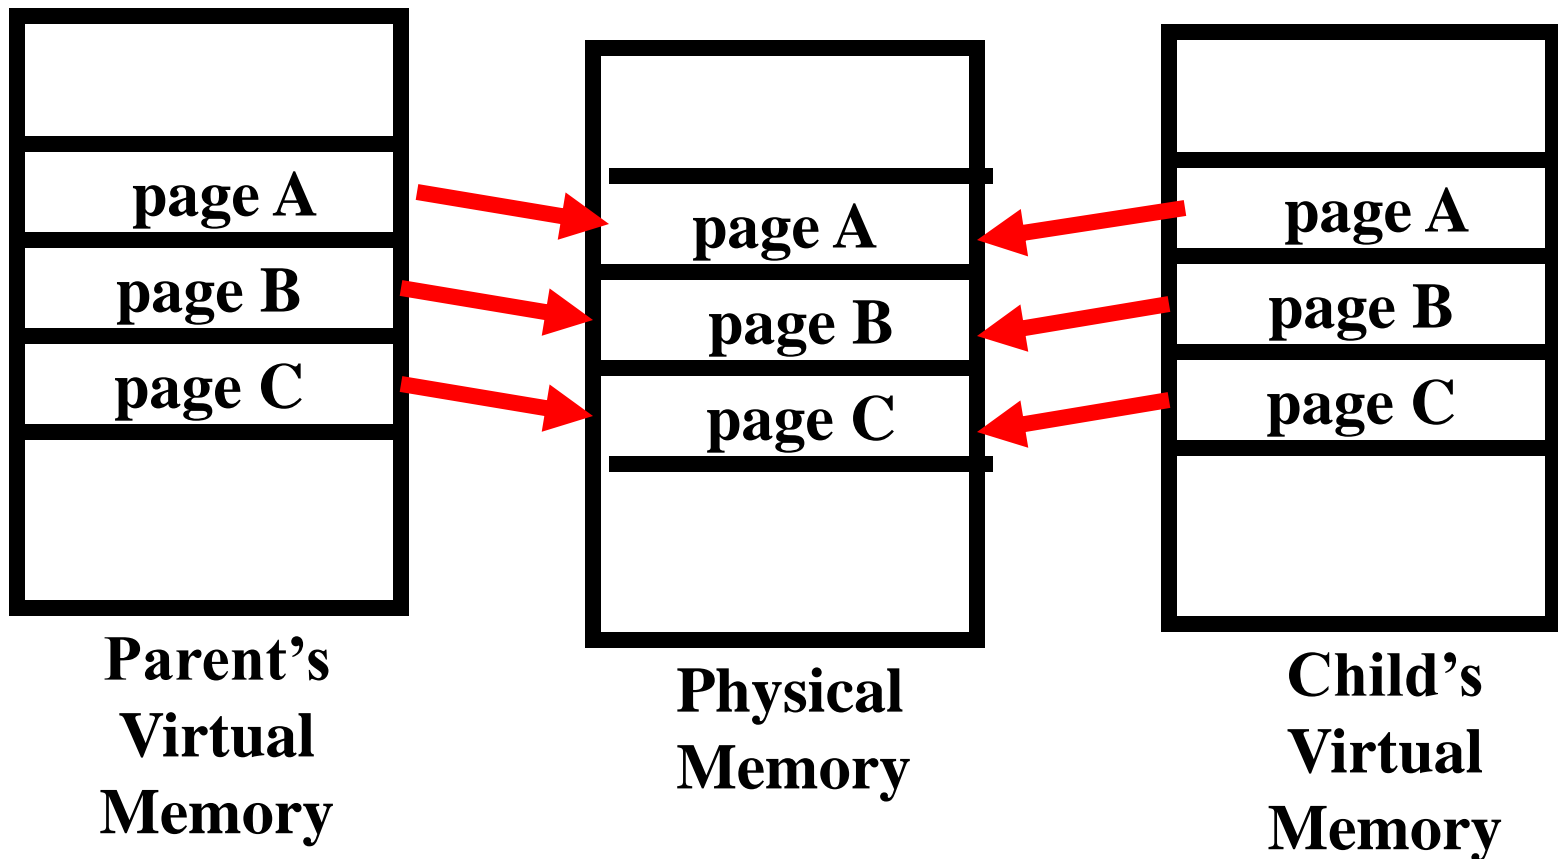 page A
page B
page C
Parent’s
Virtual
Memory
page A
page B
page C
Physical
Memory
page A
page B
page C
Child’s
Virtual
Memory